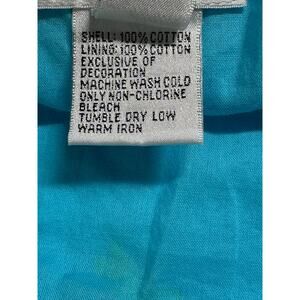 SHELL: 100% COTTON
LINING: 100% COTTON
EXCLUSIVE OF
DECORATION
MACHINE WASH COLD
ONLY NON-CHLORINE
BLEACH
TUMBLE DRY LOW
WARM IRON